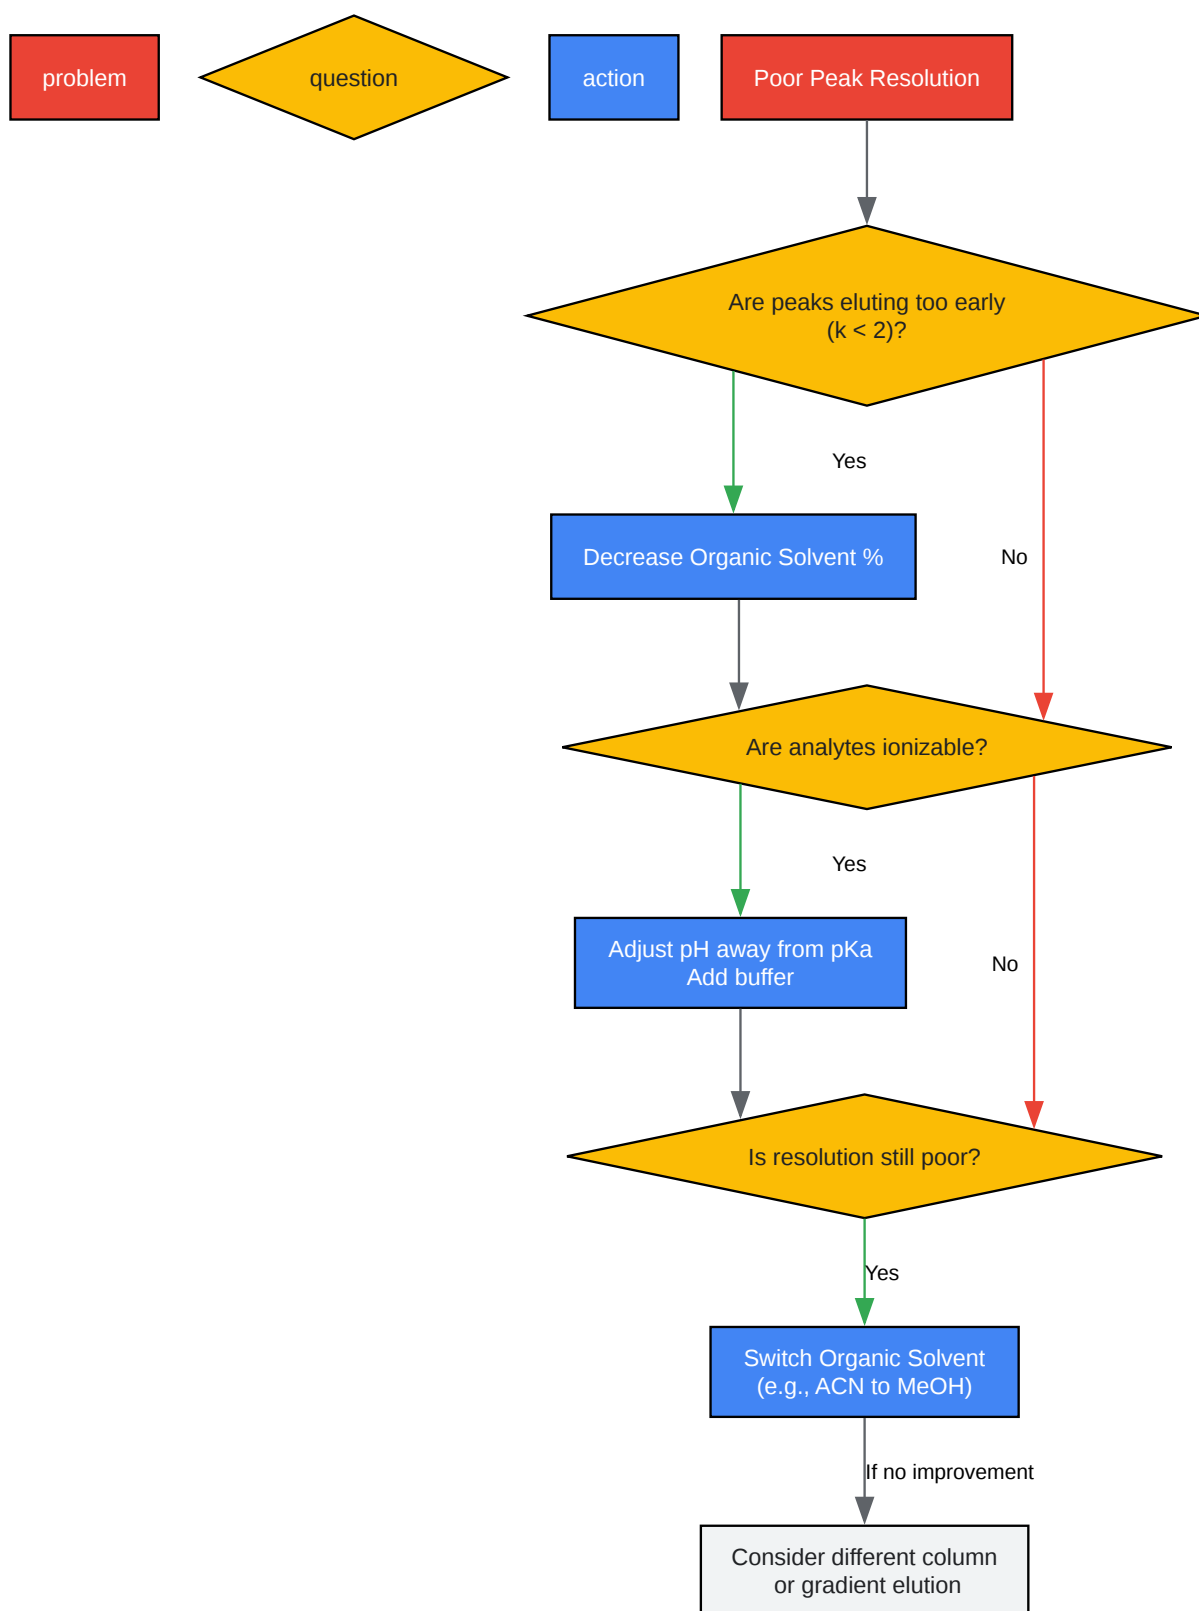 problem
question
action
Poor Peak Resolution
Are peaks eluting too early
(k < 2)?
Yes
Decrease Organic Solvent %
No
Are analytes ionizable?
Yes
Adjust pH away from pKa
Add buffer
No
Is resolution still poor?
Yes
Switch Organic Solvent
(e.g., ACN to MeOH)
If no improvement
Consider different column
or gradient elution